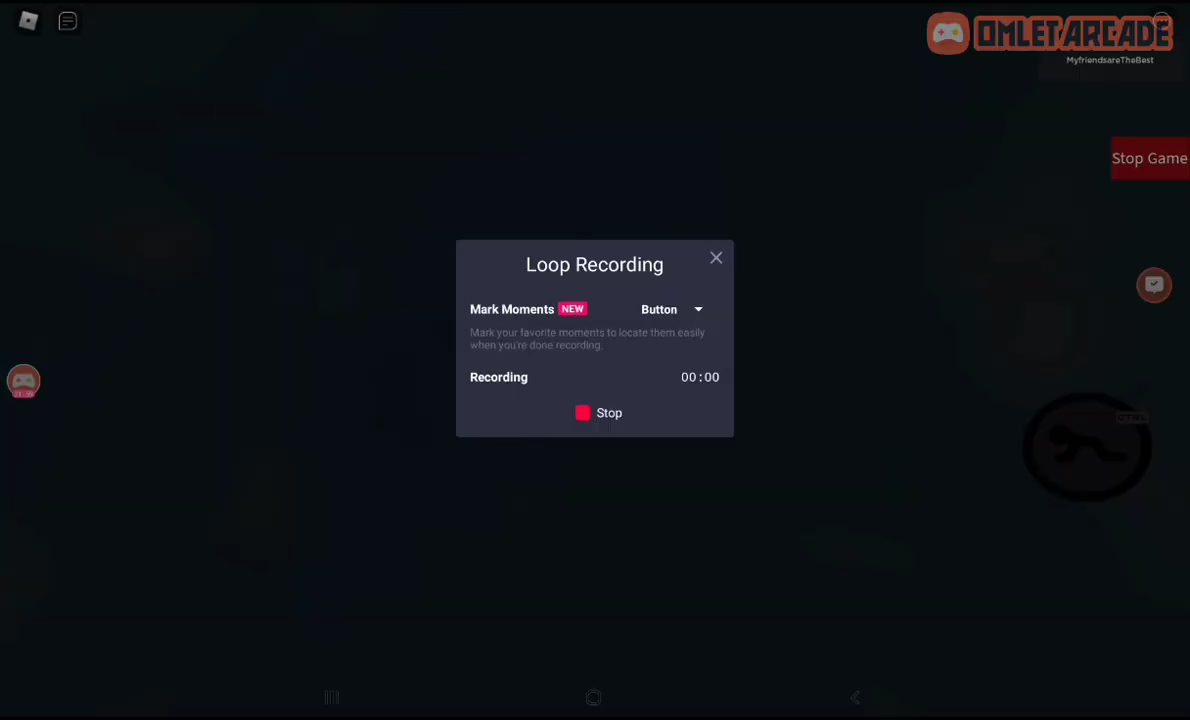 OMLET ARCADE
MyfriendsareTheBest
Stop Game
Loop Recording
Mark Moments NEW Button
Mark your favorite moments to locate them easily
when you're done recording.
Recording 00:00
Stop
CTRL